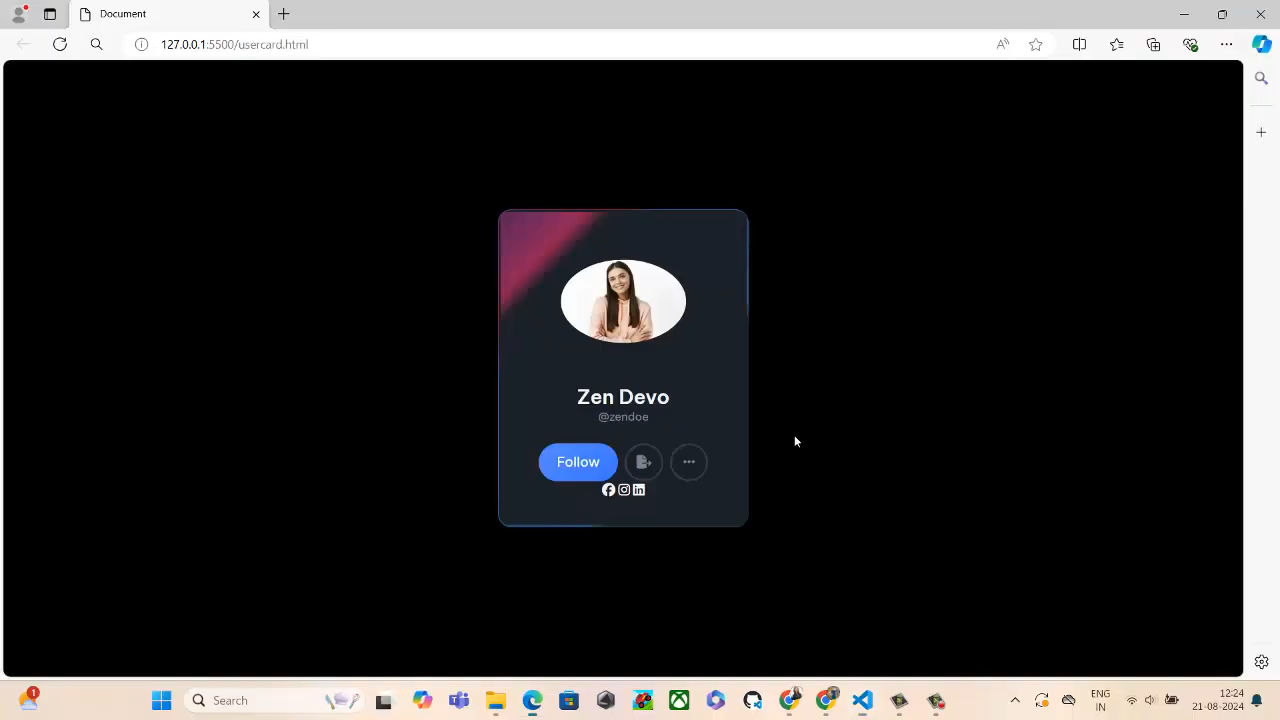 Document
127.0.0.1:5500/usercard.html
Zen Devo
@zendoe
Follow
1
Search
ENG
IN
12:24
21-08-2024